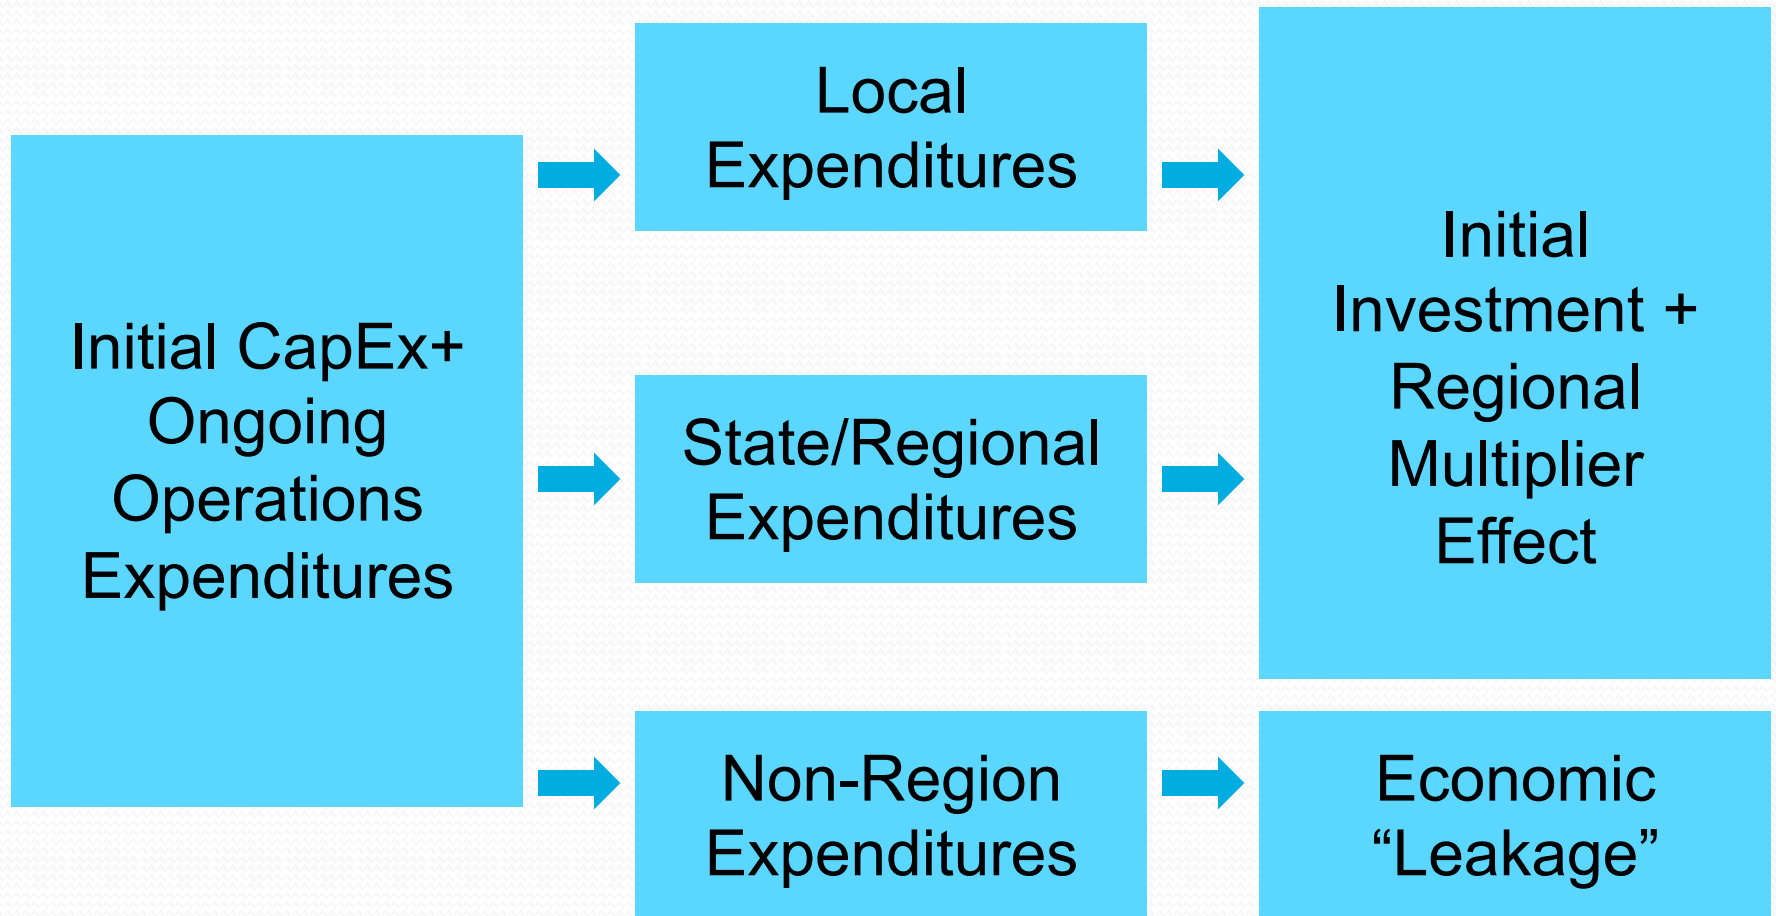 Initial CapEx+
Ongoing
Operations
Expenditures
Local
Expenditures
State/Regional
Expenditures
Non-Region
Expenditures
Initial
Investment +
Regional
Multiplier
Effect
Economic
“Leakage”